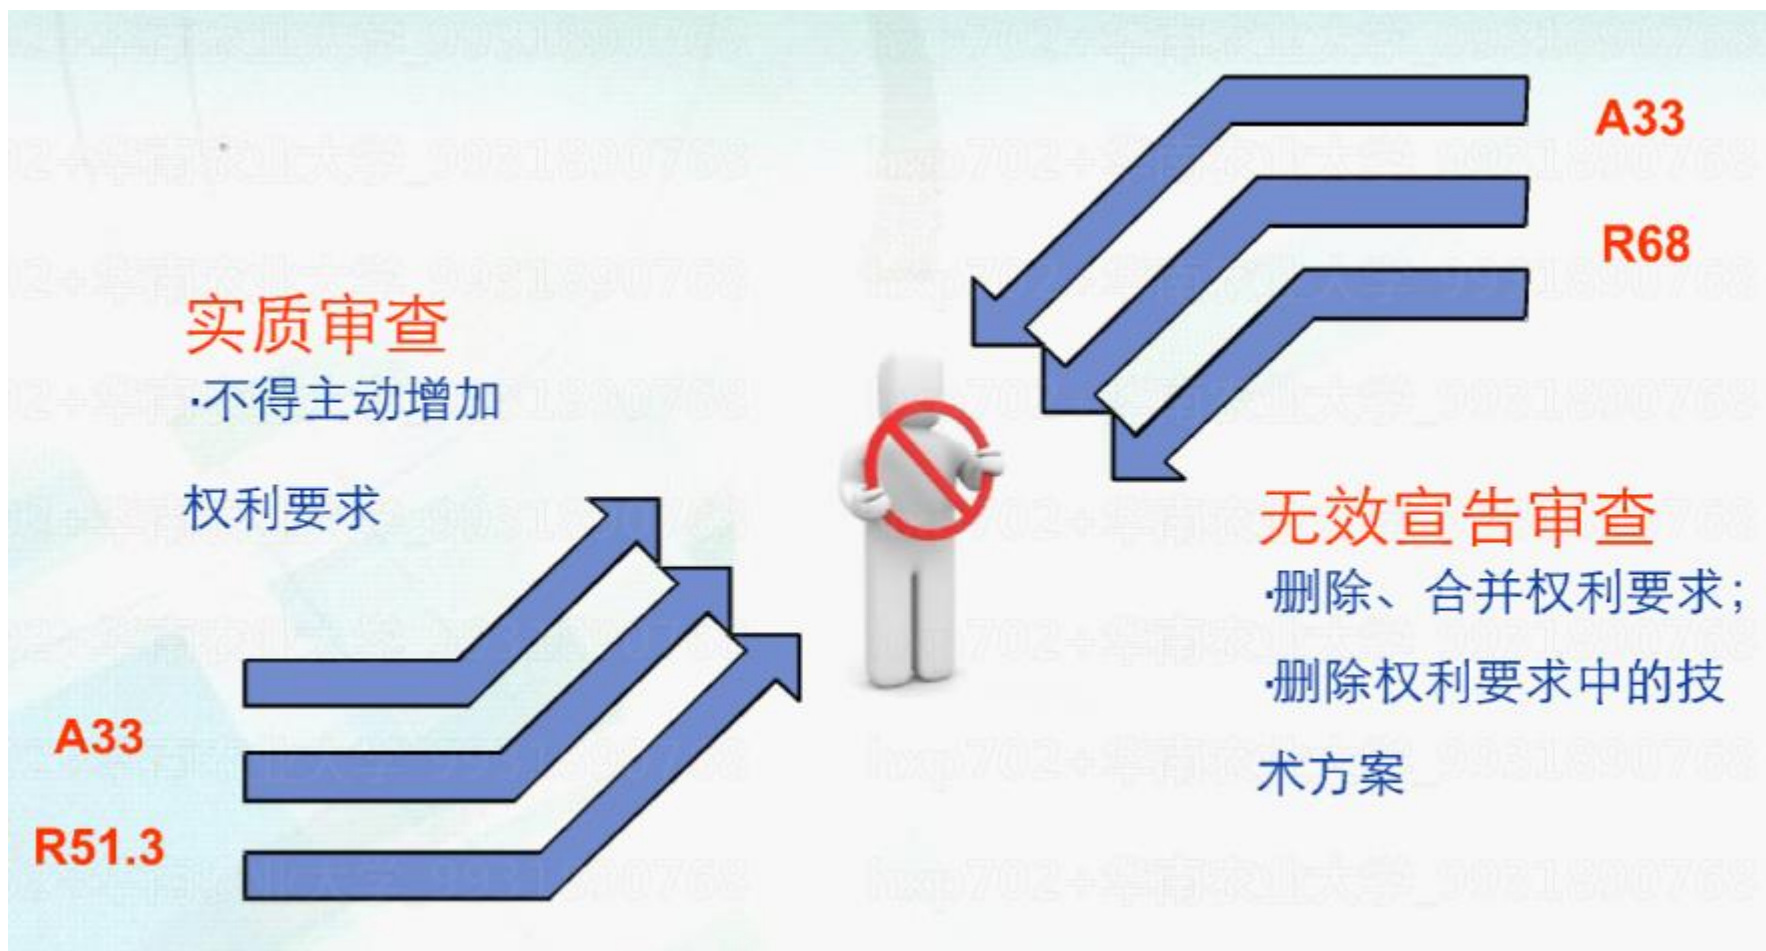 实质审查
·不得主动增加
权利要求
A33
R51.3
A33
R68
无效宣告审查
·删除、合并权利要求；
·删除权利要求中的技
术方案